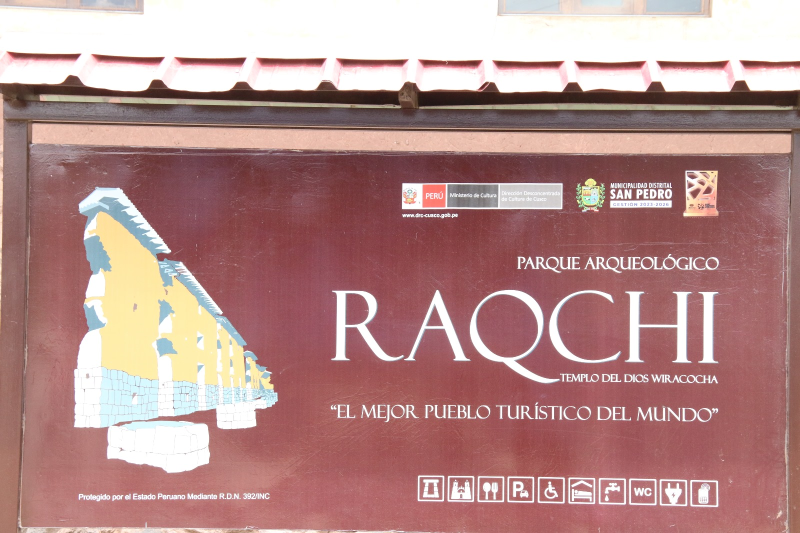 PERÚ Ministerio de Cultura Dirección Desconcentrada de Cultura de Cusco
www.drc-cusco.gob.pe
MUNICIPALIDAD DISTRITAL
SAN PEDRO
GESTIÓN 2023-2026
PARQUE ARQUEOLÓGICO
RAQCHI
TEMPLO DEL DIOS WIRACOCHA
“EL MEJOR PUEBLO TURÍSTICO DEL MUNDO”
P
WC
Protegido por el Estado Peruano Mediante R.D.N. 392/INC